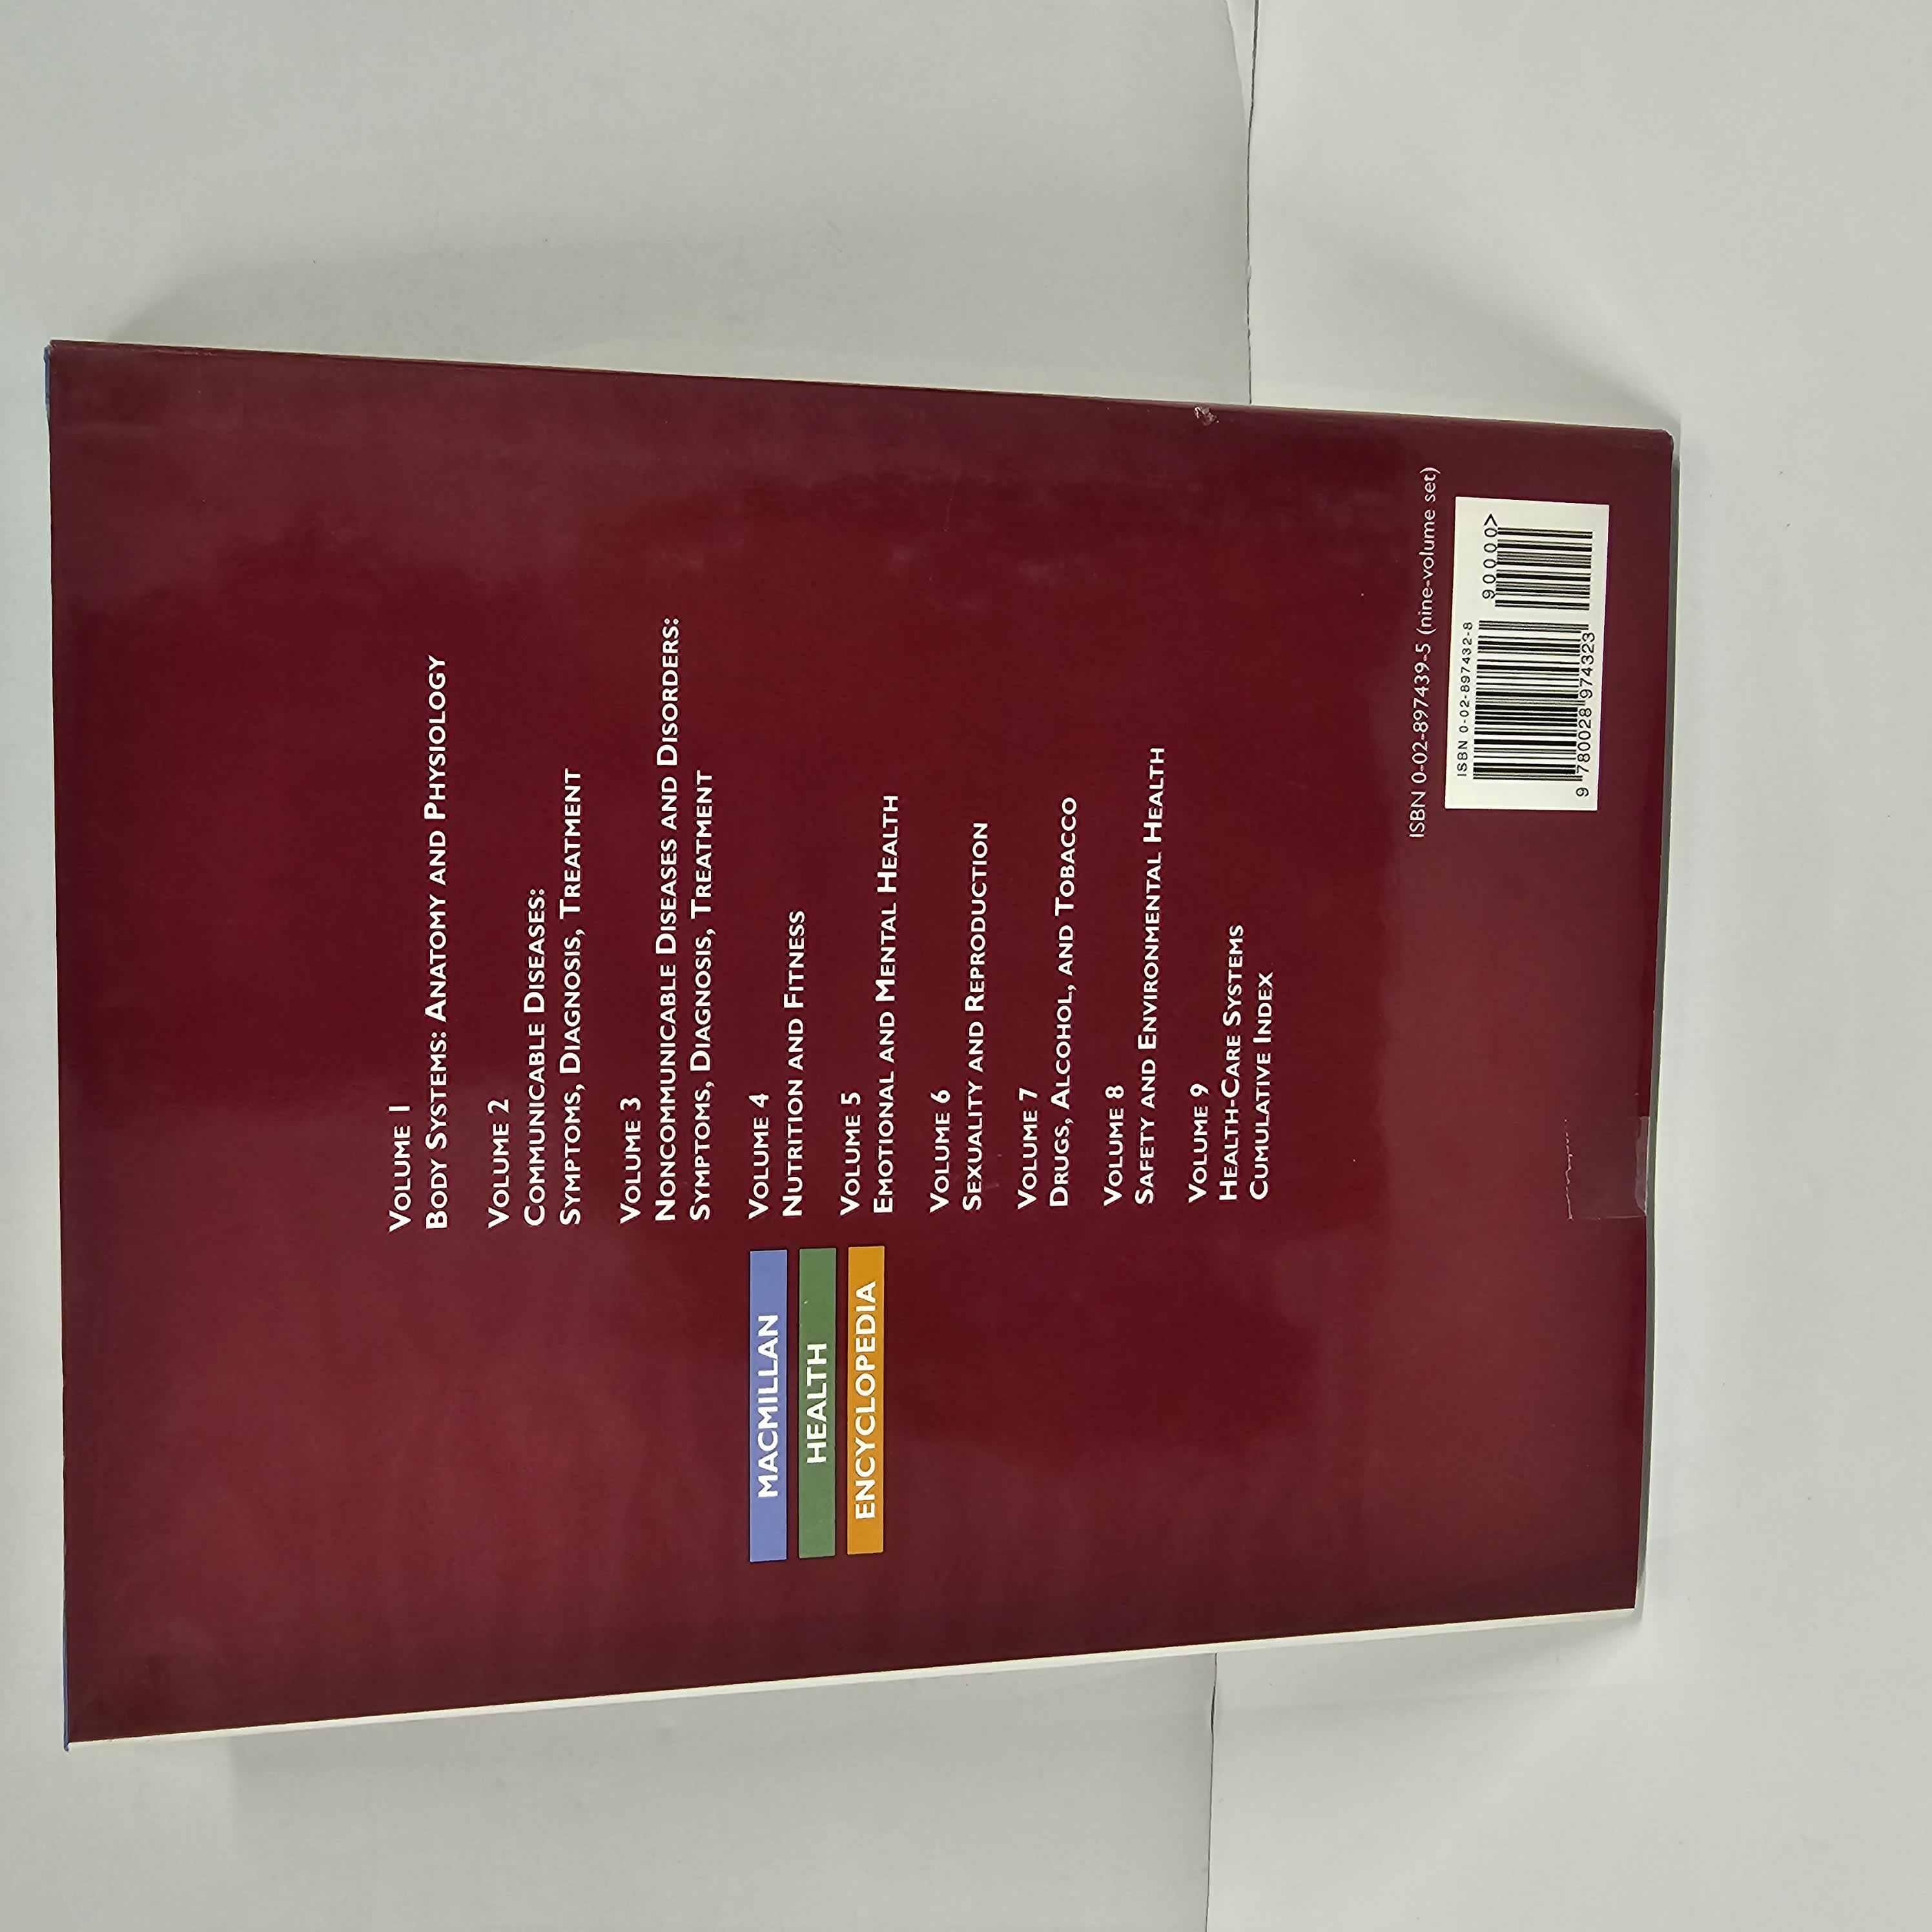 VOLUME 1
BODY SYSTEMS: ANATOMY AND PHYSIOLOGY
VOLUME 2
COMMUNICABLE DISEASES:
SYMPTOMS, DIAGNOSIS, TREATMENT
VOLUME 3
NONCOMMUNICABLE DISEASES AND DISORDERS:
SYMPTOMS, DIAGNOSIS, TREATMENT
MACMILLAN
HEALTH
ENCYCLOPEDIA
VOLUME 4
NUTRITION AND FITNESS
VOLUME 5
EMOTIONAL AND MENTAL HEALTH
VOLUME 6
SEXUALITY AND REPRODUCTION
VOLUME 7
DRUGS, ALCOHOL, AND TOBACCO
VOLUME 8
SAFETY AND ENVIRONMENTAL HEALTH
VOLUME 9
HEALTH-CARE SYSTEMS
CUMULATIVE INDEX
ISBN 0-02-897439-5 (nine-volume set)
ISBN 0-02-897432-8
90000>
9 780028 974323